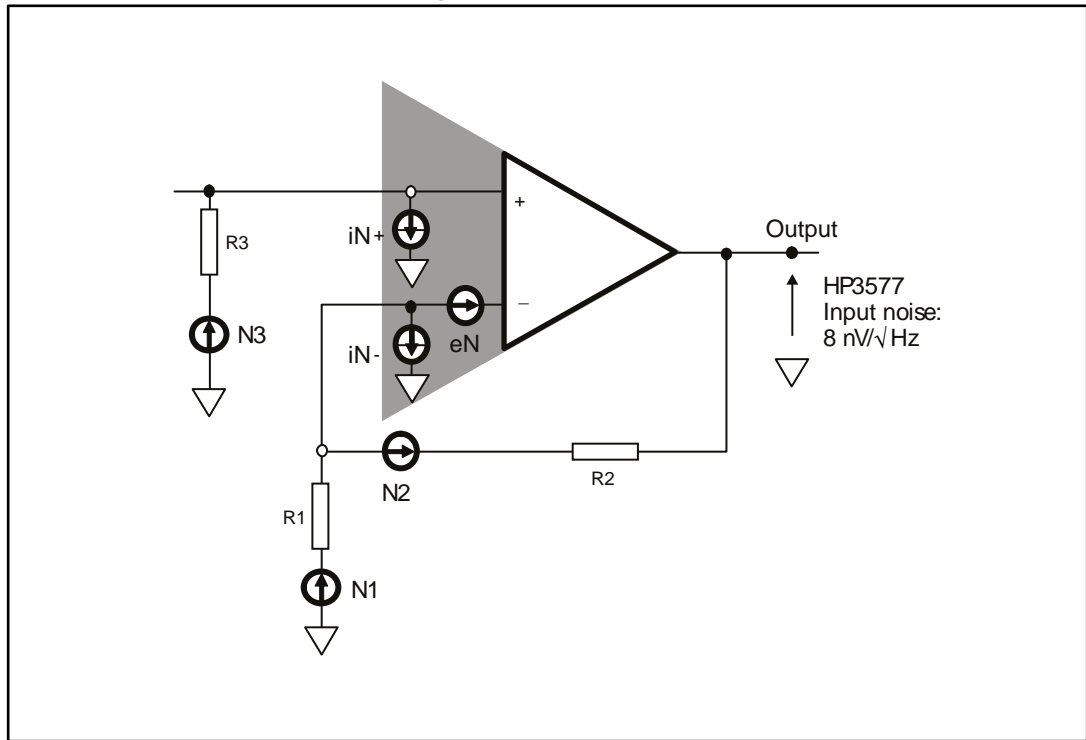 +
R3
iN+
Output
–
HP3577
Input noise:
8 nV/√Hz
N3
iN-
eN
N2
R2
R1
N1